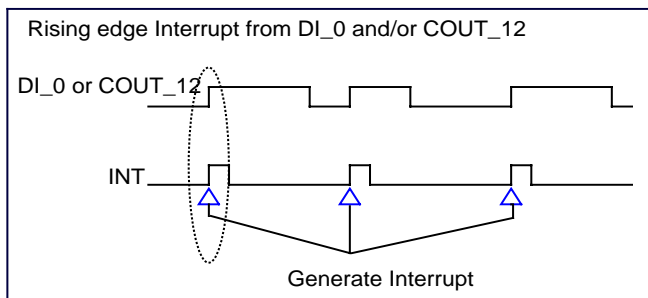 Rising edge Interrupt from DI_0 and/or COUT_12
DI_0 or COUT_12
INT
Generate Interrupt